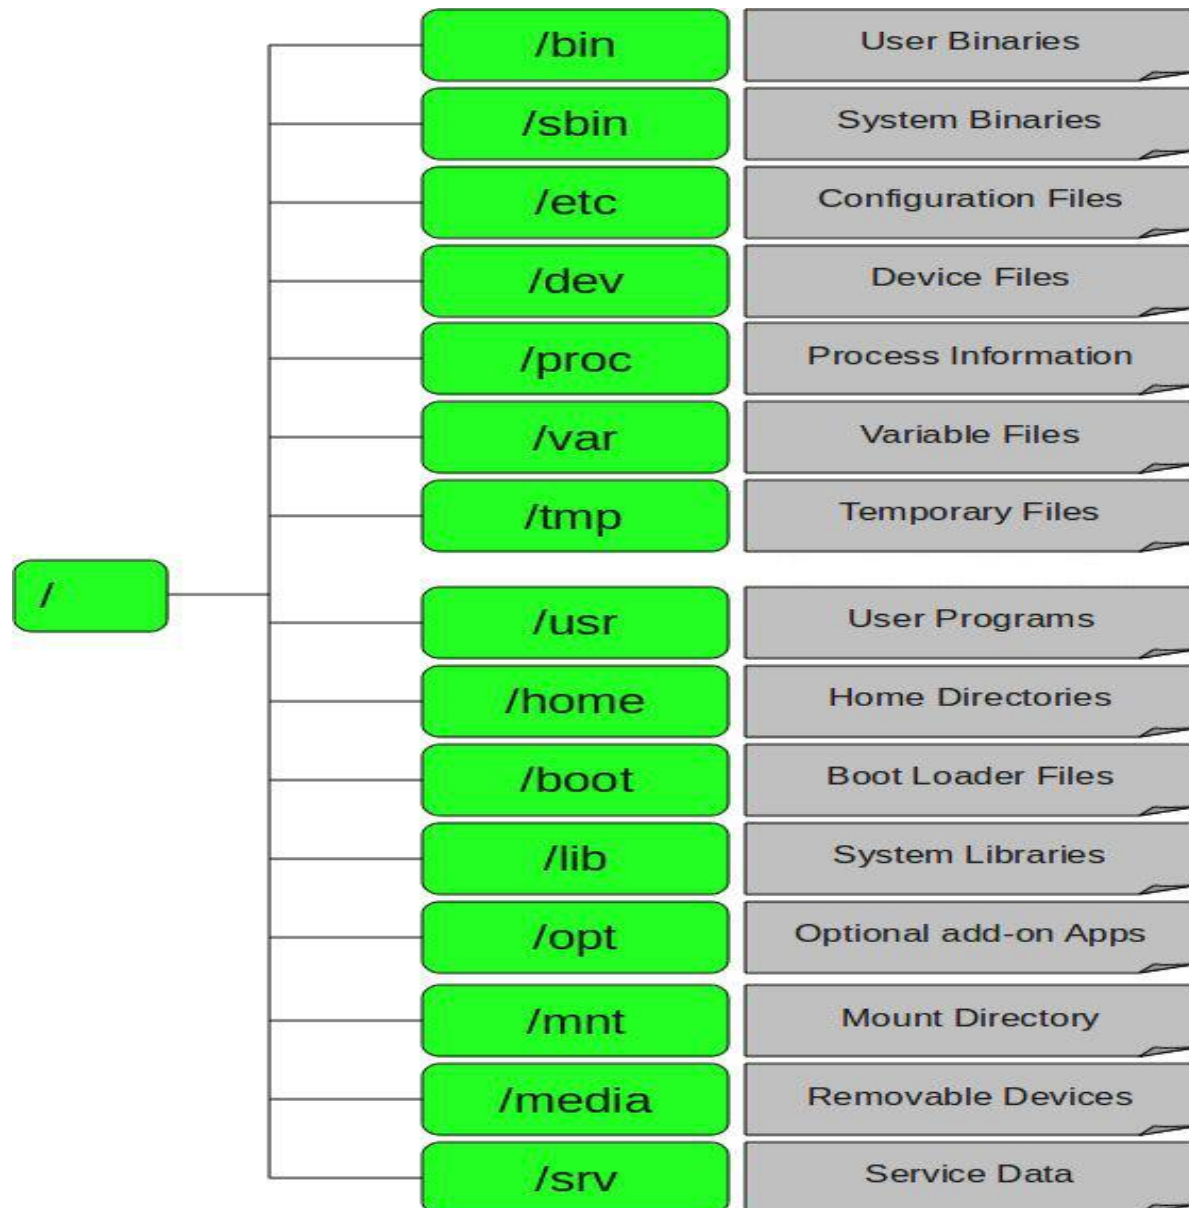 /bin User Binaries
/sbin System Binaries
/etc Configuration Files
/dev Device Files
/proc Process Information
/var Variable Files
/tmp Temporary Files
/
/usr User Programs
/home Home Directories
/boot Boot Loader Files
/lib System Libraries
/opt Optional add-on Apps
/mnt Mount Directory
/media Removable Devices
/srv Service Data